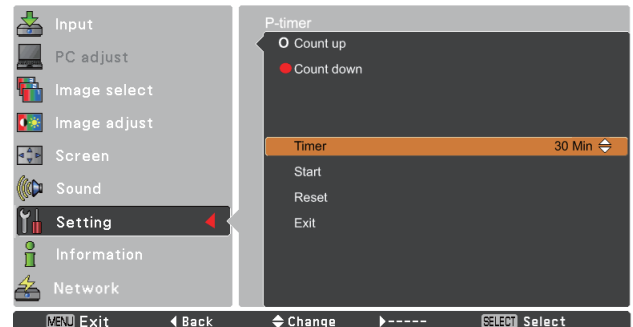 Input
PC adjust
Image select
Image adjust
Screen
Sound
Setting
Information
Network
P-timer
Count up
Count down
Timer 30 Min
Start
Reset
Exit
MENU Exit Back Change ----- SELECT Select